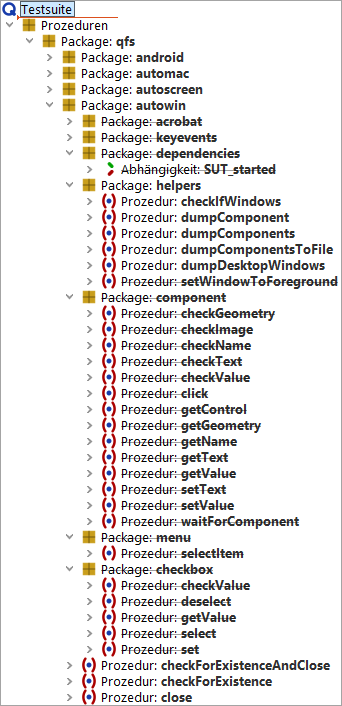 Testsuite
Prozeduren
Package: qfs
Package: android
Package: automac
Package: autoscreen
Package: autowin
Package: acrobat
Package: keyevents
Package: dependencies
Abhängigkeit: SUT_started
Package: helpers
Prozedur: checkIfWindows
Prozedur: dumpComponent
Prozedur: dumpComponents
Prozedur: dumpComponentsToFile
Prozedur: dumpDesktopWindows
Prozedur: setWindowToForeground
Package: component
Prozedur: checkGeometry
Prozedur: checkImage
Prozedur: checkName
Prozedur: checkText
Prozedur: checkValue
Prozedur: click
Prozedur: getControl
Prozedur: getGeometry
Prozedur: getName
Prozedur: getText
Prozedur: getValue
Prozedur: setText
Prozedur: setValue
Prozedur: waitForComponent
Package: menu
Prozedur: selectItem
Package: checkbox
Prozedur: checkValue
Prozedur: deselect
Prozedur: getValue
Prozedur: select
Prozedur: set
Prozedur: checkForExistenceAndClose
Prozedur: checkForExistence
Prozedur: close